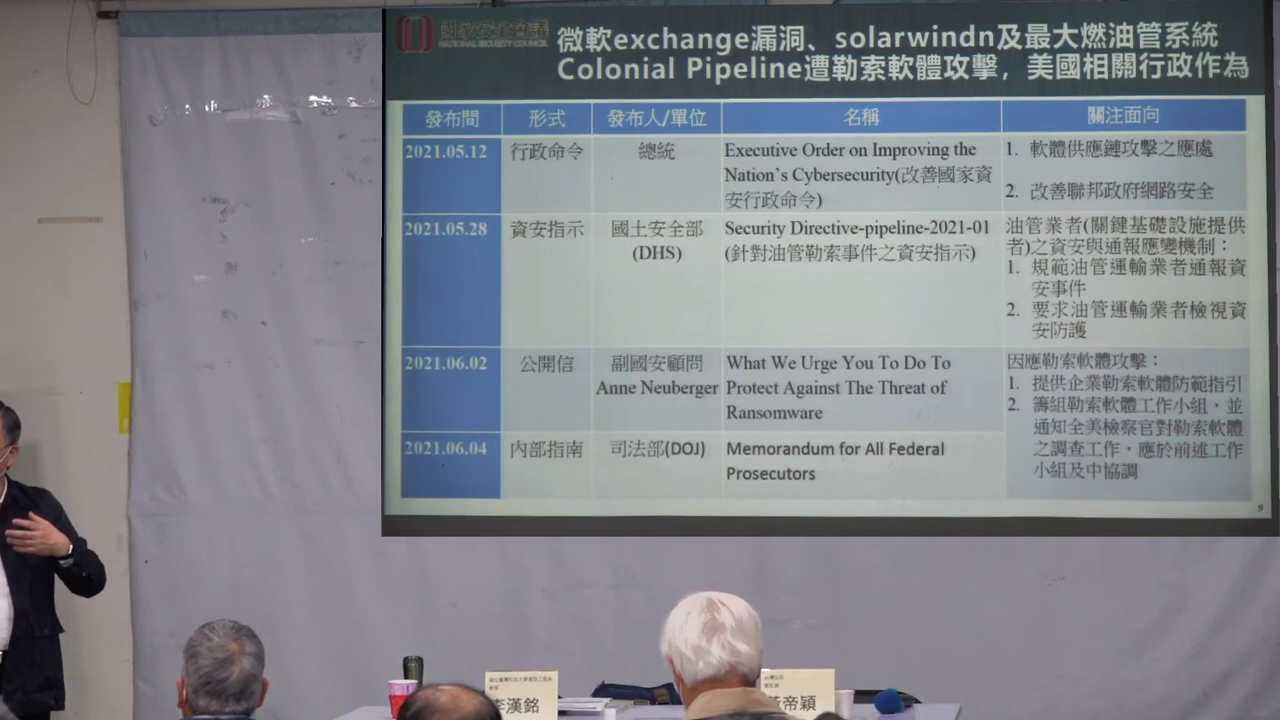 國家安全會議
NATIONAL SECURITY COUNCIL
微軟exchange漏洞、solarwindn及最大燃油管系統
Colonial Pipeline遭勒索軟體攻擊，美國相關行政作為
發布間
形式
發布人/單位
名稱
關注面向
2021.05.12
行政命令
總統
Executive Order on Improving the
Nation's Cybersecurity(改善國家資
安行政命令)
1. 軟體供應鏈攻擊之應處
2. 改善聯邦政府網路安全
2021.05.28
資安指示
國土安全部
(DHS)
Security Directive-pipeline-2021-01
(針對油管勒索事件之資安指示)
油管業者(關鍵基礎設施提供
者)之資安與通報應變機制：
1. 規範油管運輸業者通報資
安事件
2. 要求油管運輸業者檢視資
安防護
2021.06.02
公開信
副國安顧問
Anne Neuberger
What We Urge You To Do To
Protect Against The Threat of
Ransomware
因應勒索軟體攻擊：
1. 提供企業勒索軟體防範指引
2. 籌組勒索軟體工作小組，並
通知全美檢察官對勒索軟體
之調查工作，應於前述工作
小組及中協調
2021.06.04
內部指南
司法部(DOJ)
Memorandum for All Federal
Prosecutors
9
李漢銘
帝穎